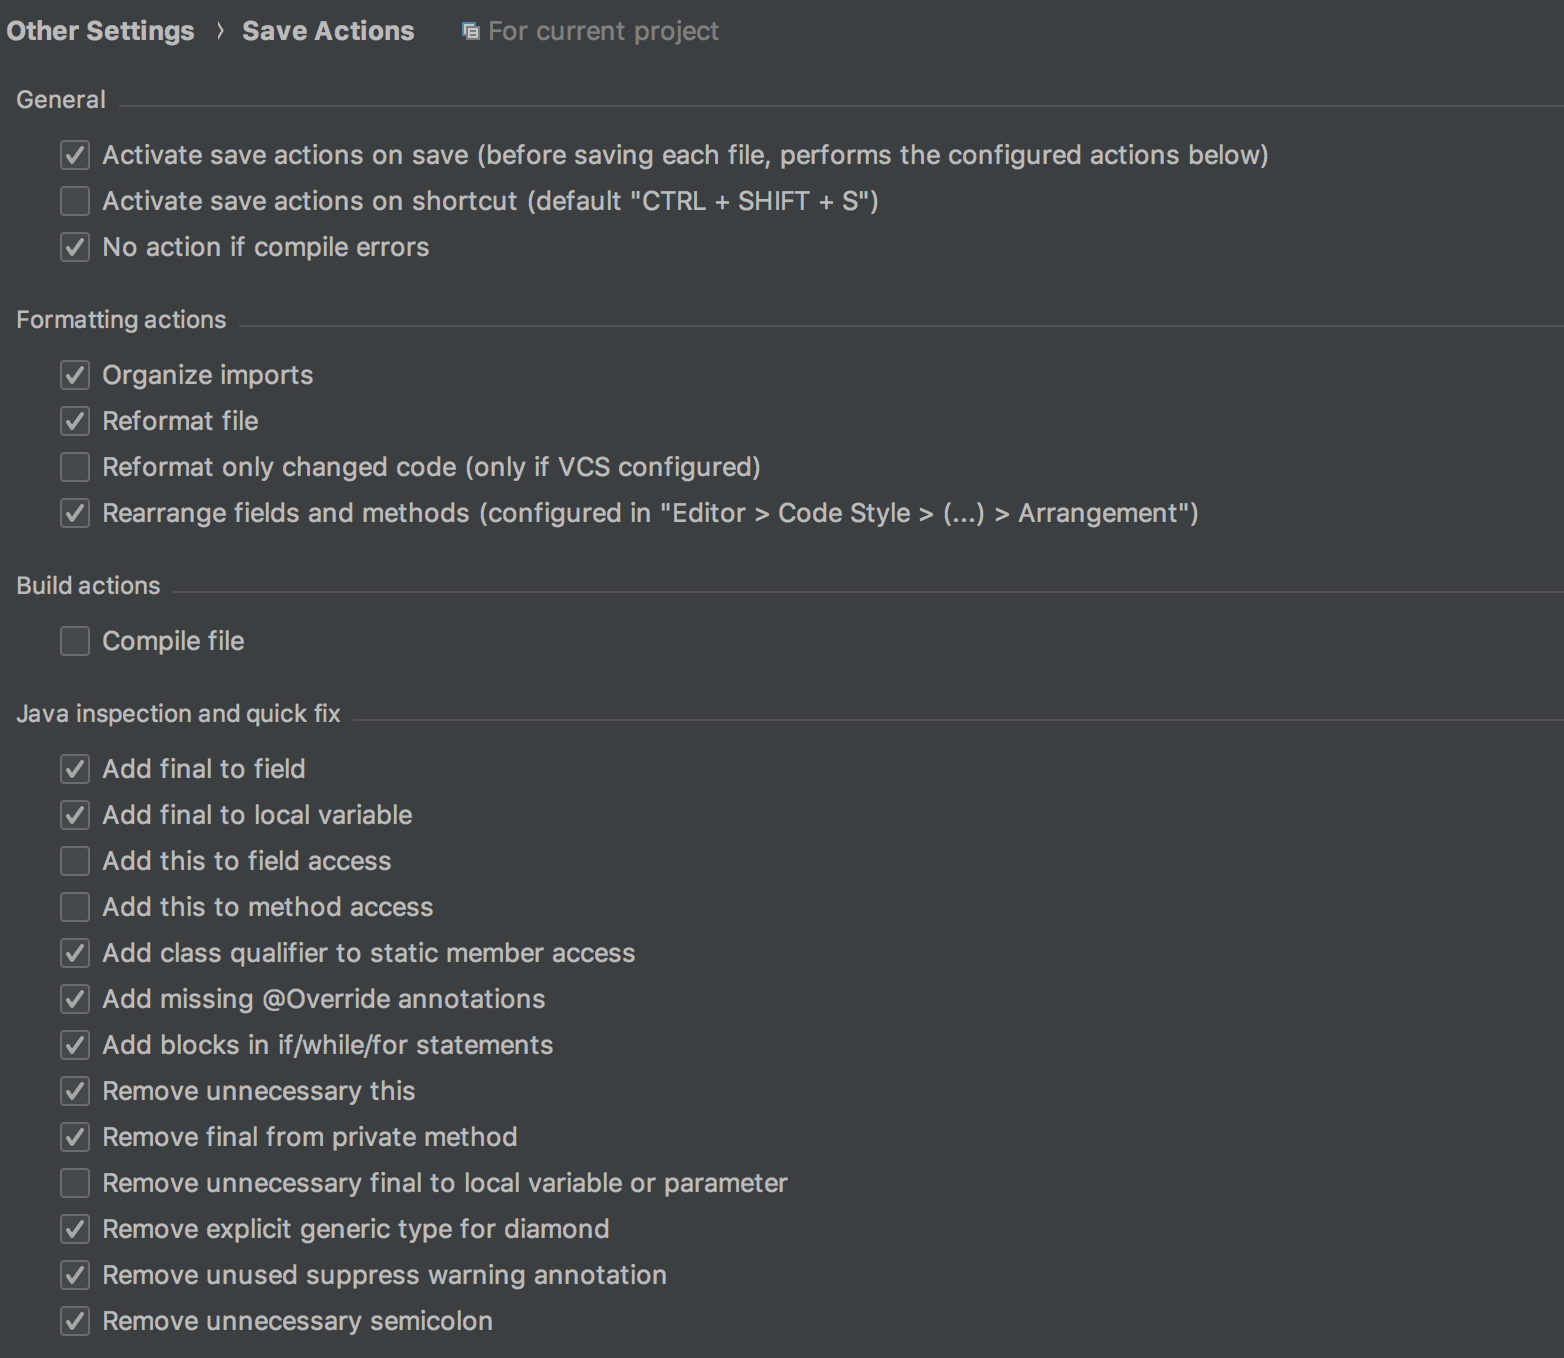 Other Settings › Save Actions For current project
General
Activate save actions on save (before saving each file, performs the configured actions below)
Activate save actions on shortcut (default "CTRL + SHIFT + S")
No action if compile errors
Formatting actions
Organize imports
Reformat file
Reformat only changed code (only if VCS configured)
Rearrange fields and methods (configured in "Editor > Code Style > (...) > Arrangement")
Build actions
Compile file
Java inspection and quick fix
Add final to field
Add final to local variable
Add this to field access
Add this to method access
Add class qualifier to static member access
Add missing @Override annotations
Add blocks in if/while/for statements
Remove unnecessary this
Remove final from private method
Remove unnecessary final to local variable or parameter
Remove explicit generic type for diamond
Remove unused suppress warning annotation
Remove unnecessary semicolon